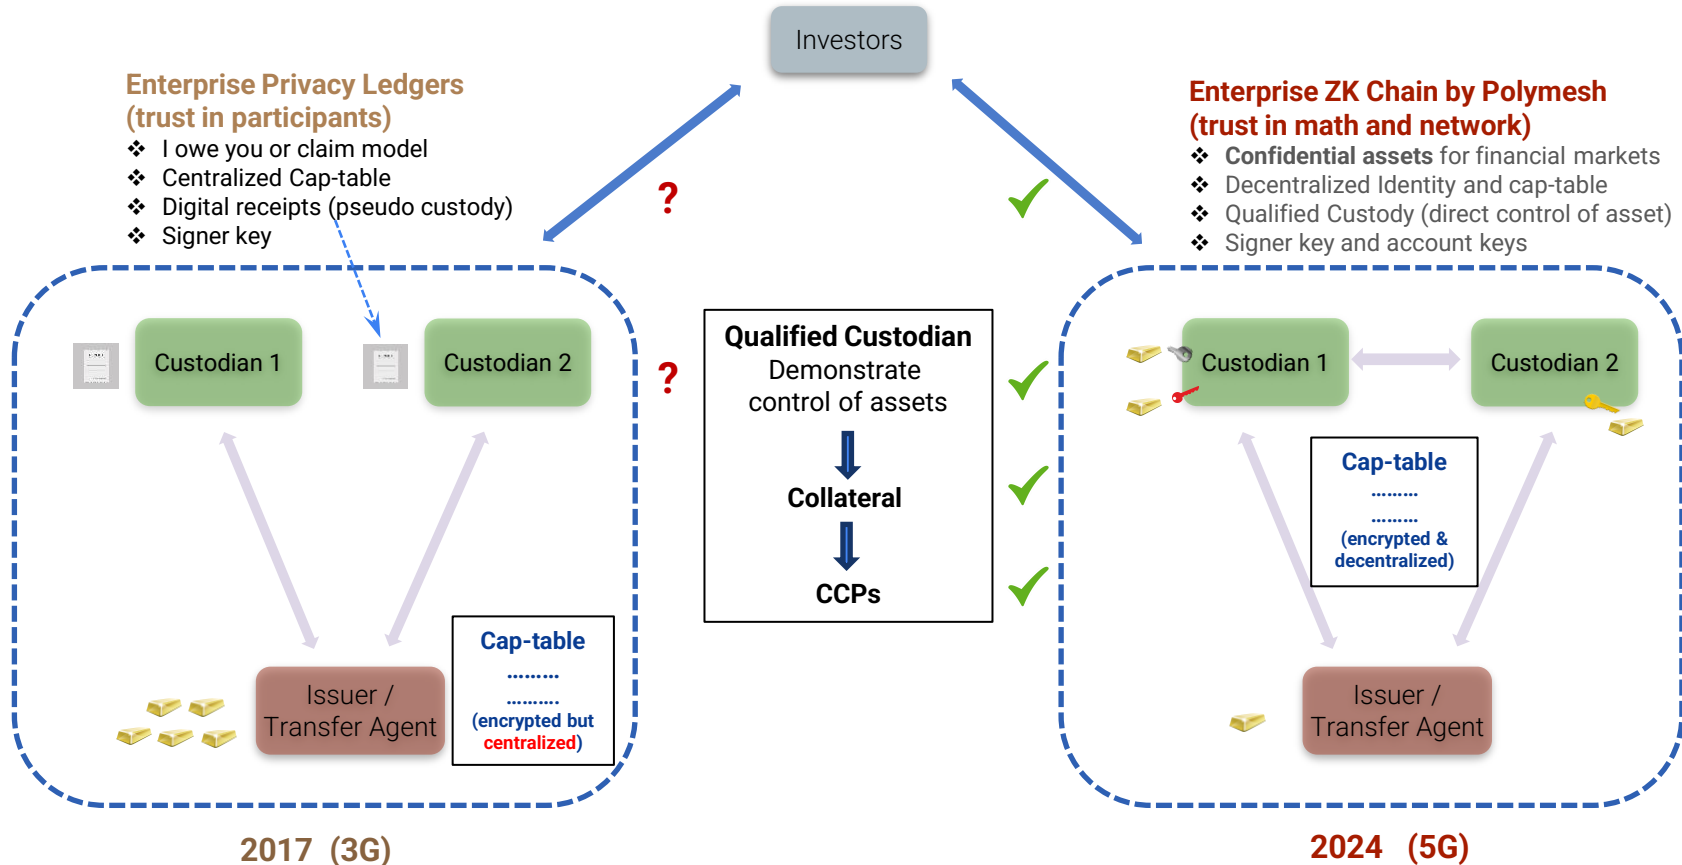 Investors
Enterprise Privacy Ledgers
(trust in participants)
❖ I owe you or claim model
❖ Centralized Cap-table
❖ Digital receipts (pseudo custody)
❖ Signer key
?
?
Custodian 1
Custodian 2
Issuer /
Transfer Agent
Cap-table
.........
..........
(encrypted but
centralized)
2017 (3G)
Qualified Custodian
Demonstrate
control of assets
Collateral
CCPs
Enterprise ZK Chain by Polymesh
(trust in math and network)
❖ Confidential assets for financial markets
❖ Decentralized Identity and cap-table
❖ Qualified Custody (direct control of asset)
❖ Signer key and account keys
Custodian 1
Custodian 2
Cap-table
.........
.........
(encrypted &
decentralized)
Issuer /
Transfer Agent
2024 (5G)